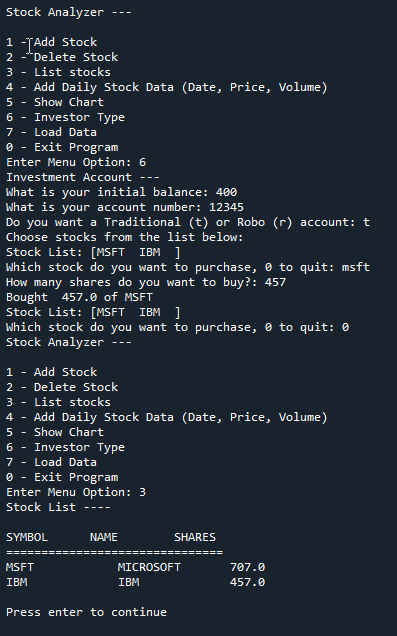 Stock Analyzer ---
1 - Add Stock
2 - Delete Stock
3 - List stocks
4 - Add Daily Stock Data (Date, Price, Volume)
5 - Show Chart
6 - Investor Type
7 - Load Data
0 - Exit Program
Enter Menu Option: 6
Investment Account ---
What is your initial balance: 400
What is your account number: 12345
Do you want a Traditional (t) or Robo (r) account: t
Choose stocks from the list below:
Stock List: [MSFT  IBM  ]
Which stock do you want to purchase, 0 to quit: msft
How many shares do you want to buy?: 457
Bought  457.0 of MSFT
Stock List: [MSFT  IBM  ]
Which stock do you want to purchase, 0 to quit: 0
Stock Analyzer ---
1 - Add Stock
2 - Delete Stock
3 - List stocks
4 - Add Daily Stock Data (Date, Price, Volume)
5 - Show Chart
6 - Investor Type
7 - Load Data
0 - Exit Program
Enter Menu Option: 3
Stock List ----
SYMBOL      NAME        SHARES
===============================
MSFT            MICROSOFT       707.0
IBM             IBM             457.0
Press enter to continue